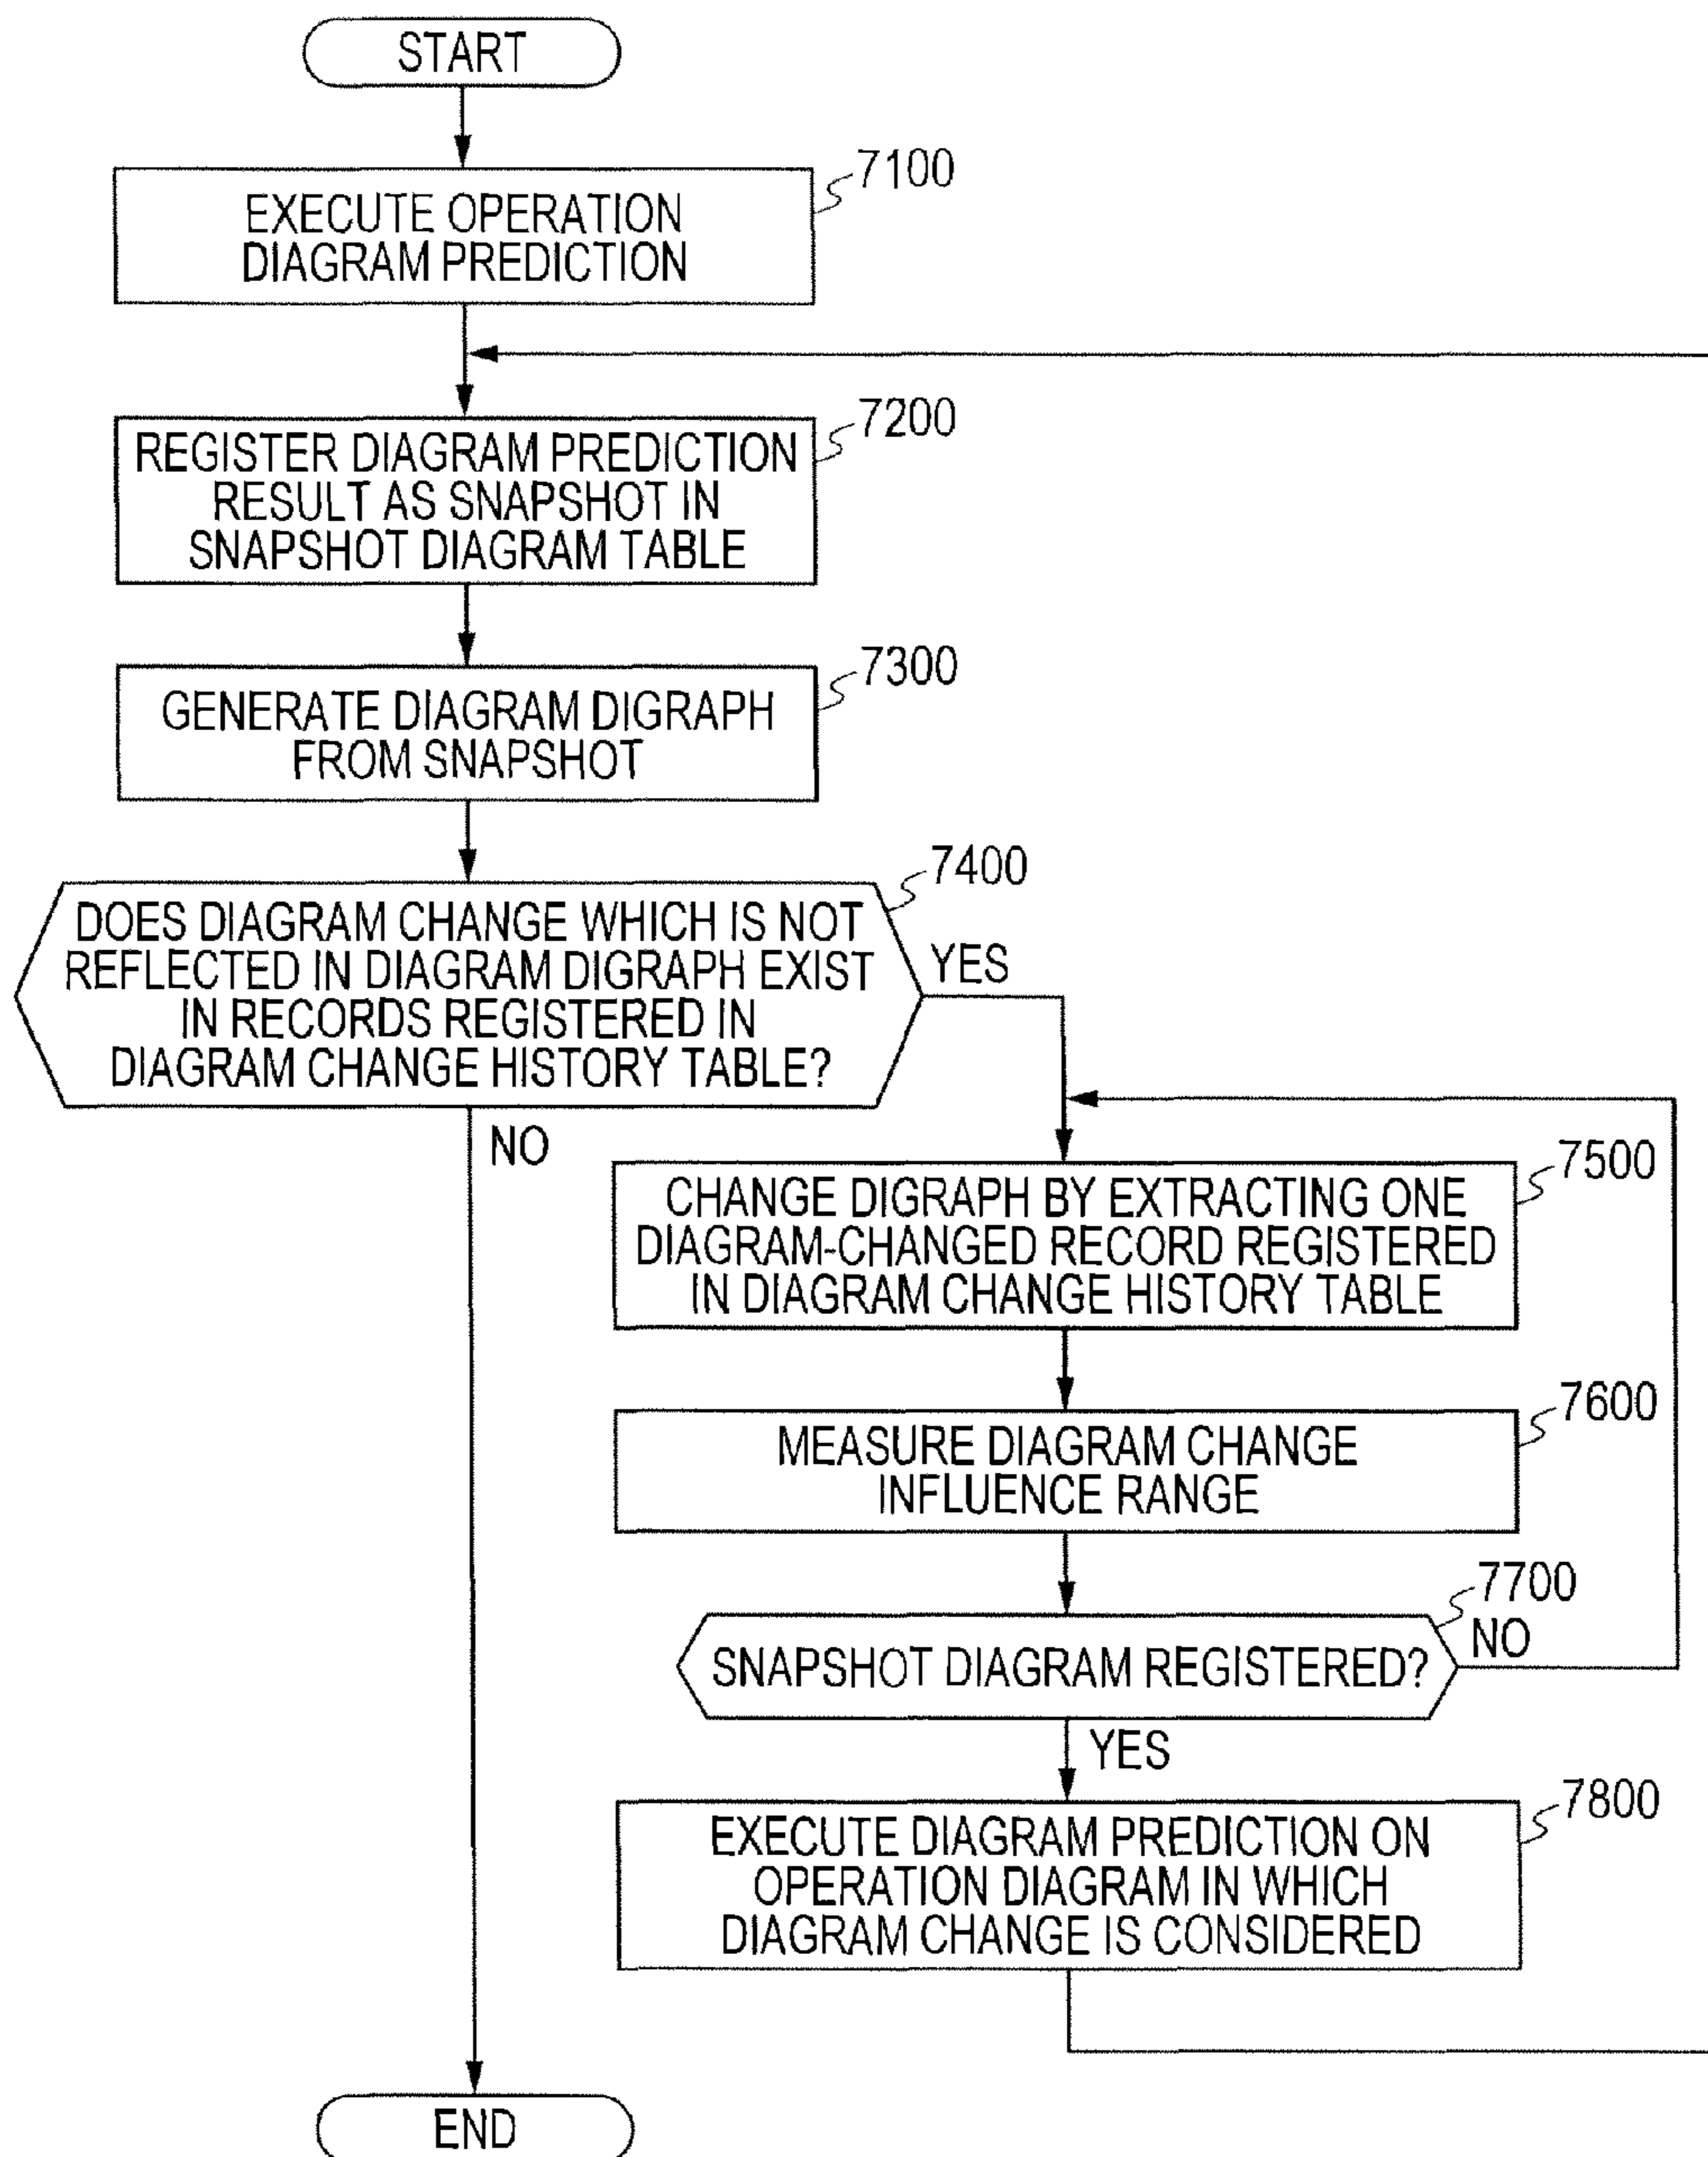 START
7100
EXECUTE OPERATION
DIAGRAM PREDICTION
7200
REGISTER DIAGRAM PREDICTION
RESULT AS SNAPSHOT IN
SNAPSHOT DIAGRAM TABLE
7300
GENERATE DIAGRAM DIGRAPH
FROM SNAPSHOT
7400
DOES DIAGRAM CHANGE WHICH IS NOT
REFLECTED IN DIAGRAM DIGRAPH EXIST
IN RECORDS REGISTERED IN
DIAGRAM CHANGE HISTORY TABLE?
YES
NO
7500
CHANGE DIGRAPH BY EXTRACTING ONE
DIAGRAM-CHANGED RECORD REGISTERED
IN DIAGRAM CHANGE HISTORY TABLE
7600
MEASURE DIAGRAM CHANGE
INFLUENCE RANGE
7700
SNAPSHOT DIAGRAM REGISTERED?
NO
YES
7800
EXECUTE DIAGRAM PREDICTION ON
OPERATION DIAGRAM IN WHICH
DIAGRAM CHANGE IS CONSIDERED
END